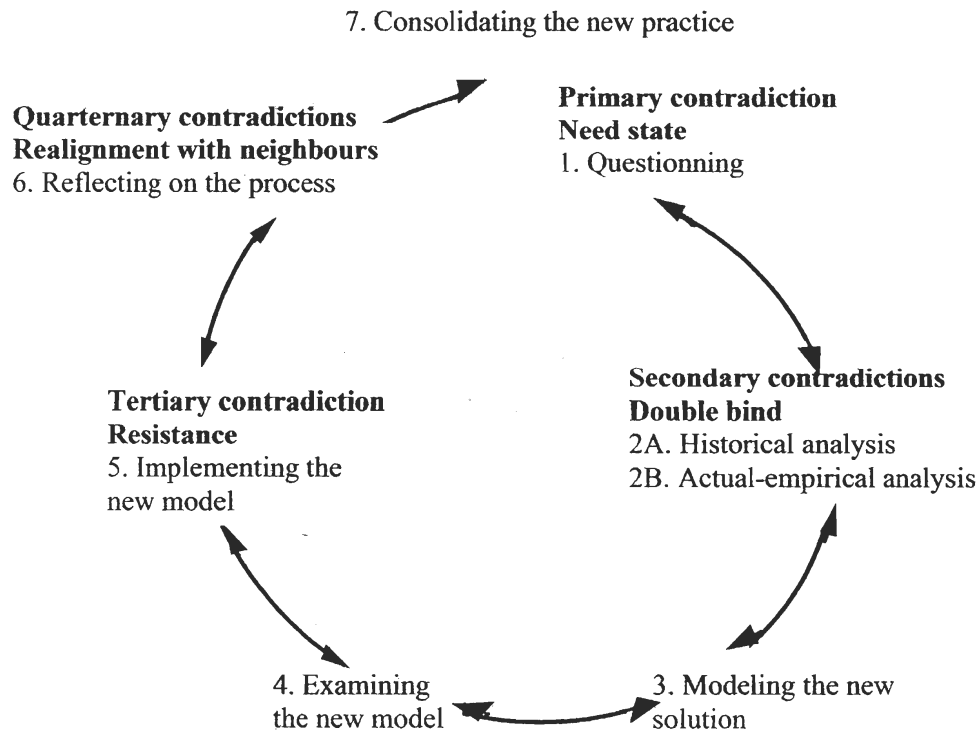 7. Consolidating the new practice
Primary contradiction
Need state
1. Questionning
Secondary contradictions
Double bind
2A. Historical analysis
2B. Actual-empirical analysis
3. Modeling the new
solution
4. Examining
the new model
Tertiary contradiction
Resistance
5. Implementing the
new model
Quarternary contradictions
Realignment with neighbours
6. Reflecting on the process